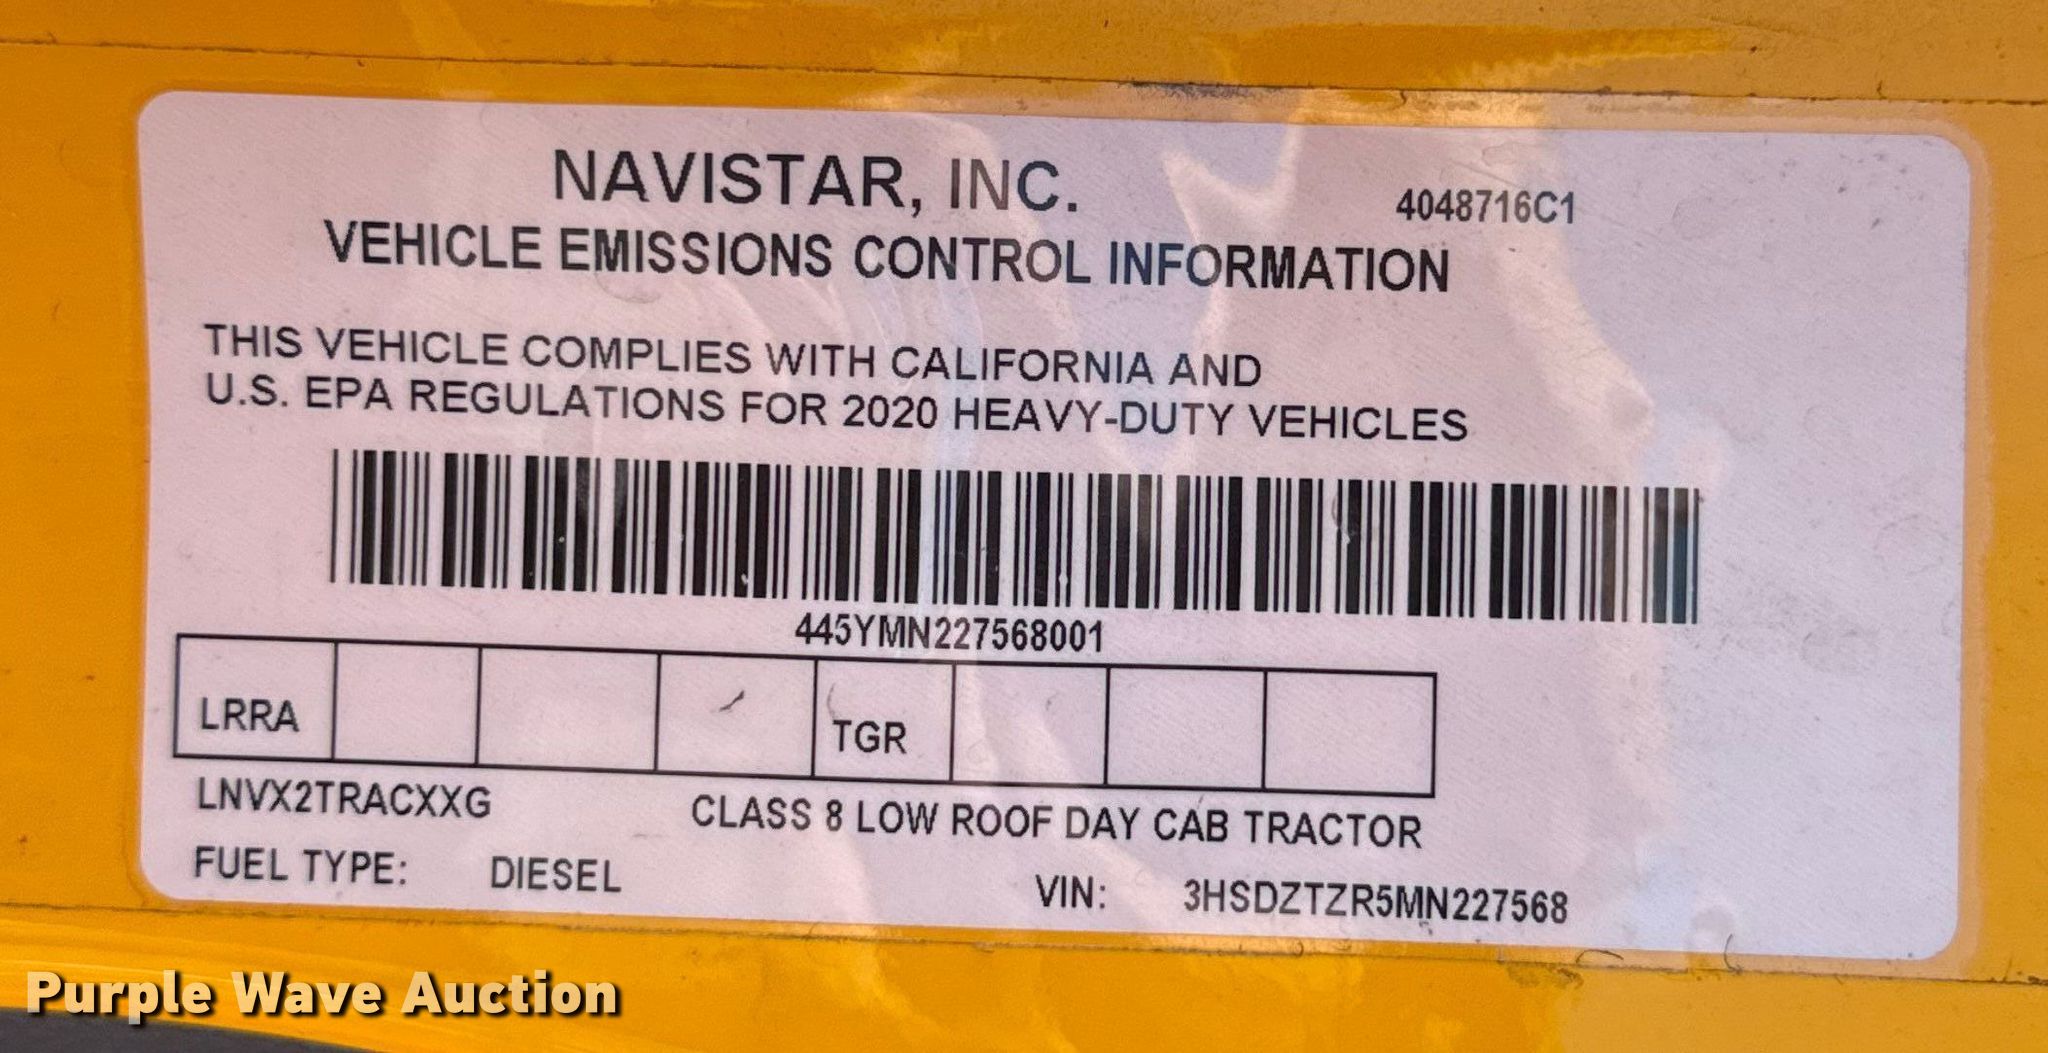 NAVISTAR, INC.
4048716C1
VEHICLE EMISSIONS CONTROL INFORMATION
THIS VEHICLE COMPLIES WITH CALIFORNIA AND
U.S. EPA REGULATIONS FOR 2020 HEAVY-DUTY VEHICLES
445YMN227568001
LRRA TGR
LNVX2TRACXXG CLASS 8 LOW ROOF DAY CAB TRACTOR
FUEL TYPE: DIESEL VIN: 3HSDZTZR5MN227568
Purple Wave Auction